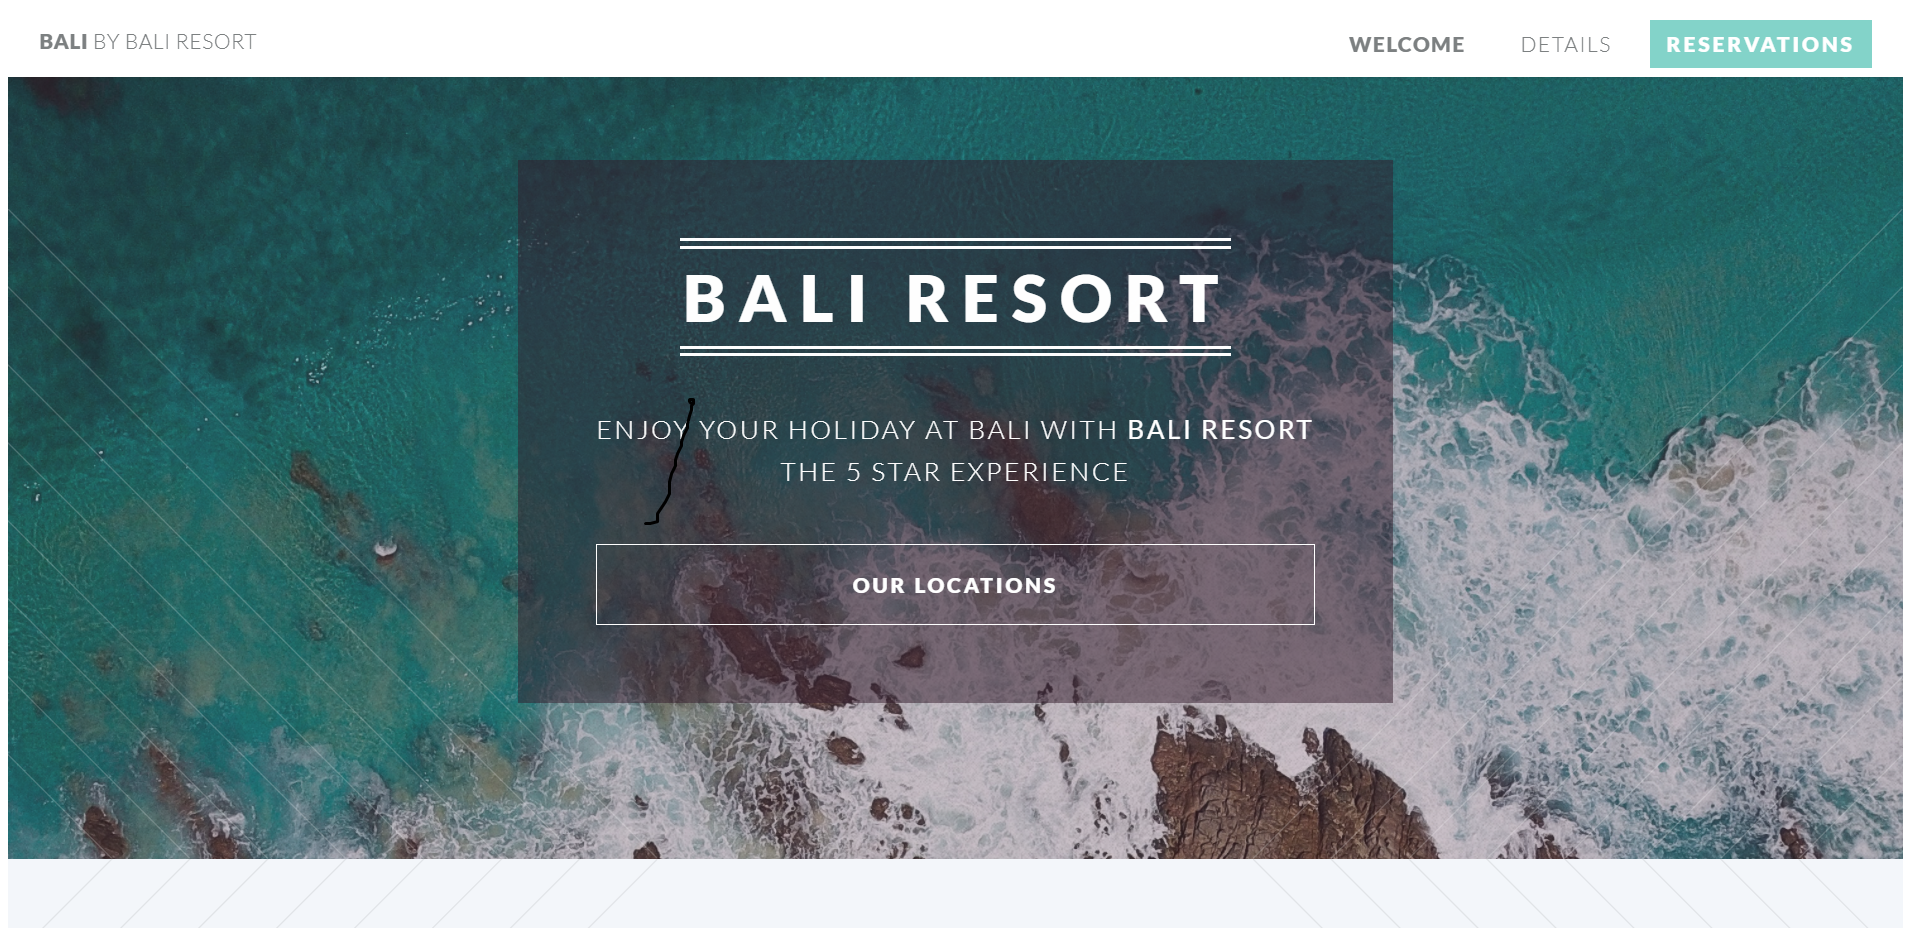 BALI BY BALI RESORT
WELCOME
DETAILS
RESERVATIONS
BALI RESORT
ENJOY YOUR HOLIDAY AT BALI WITH BALI RESORT
THE 5 STAR EXPERIENCE
OUR LOCATIONS